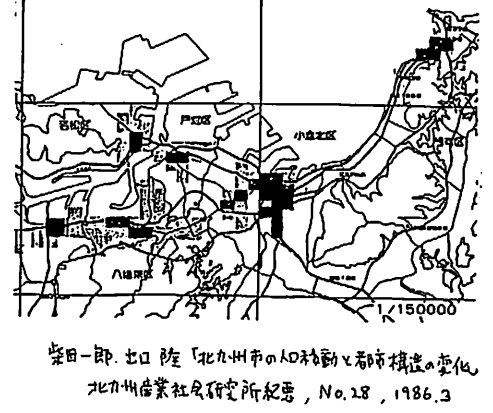 若松区
戸畑区
小倉北区
八幡東区
1/150000
柴田一郎. 出口 隆「北九州市の人口移動と都市構造の変化
北九州産業社会研究所紀要, No.28, 1986.3